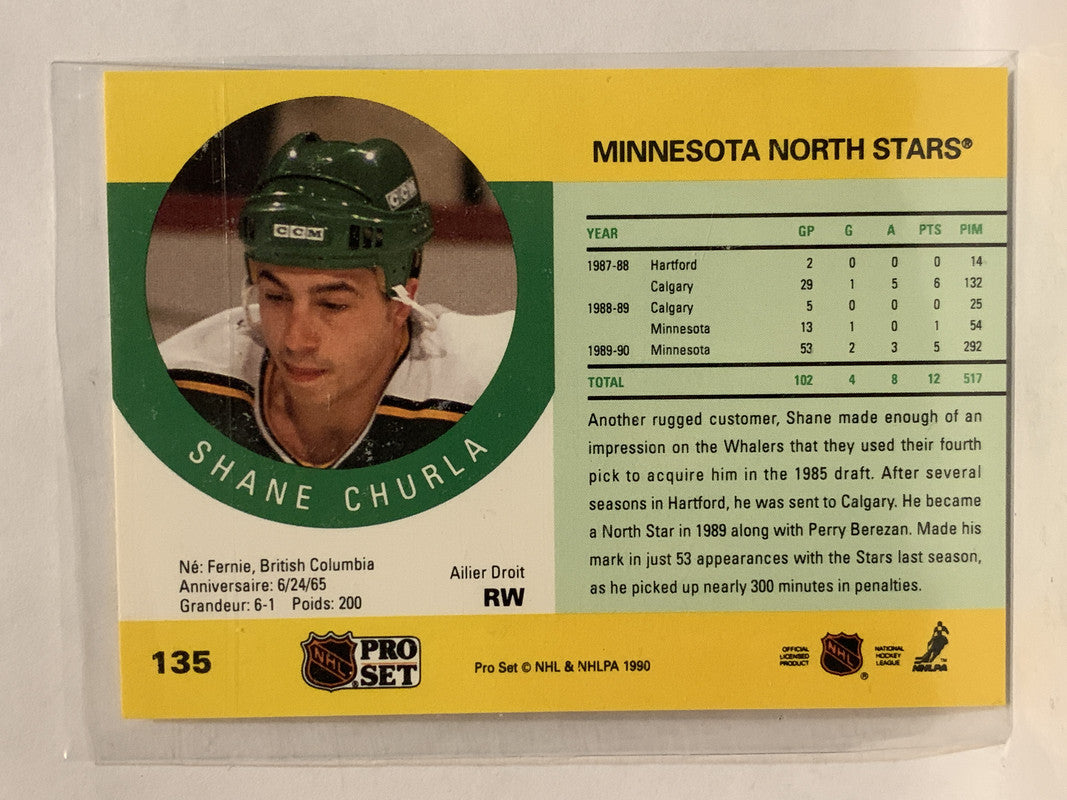 MINNESOTA NORTH STARS®
CCM
CCM
SHANE CHURLA
YEAR GP G A PTS PIM
1987-88 Hartford 2 0 0 0 14
Calgary 29 1 5 6 132
1988-89 Calgary 5 0 0 0 25
Minnesota 13 1 0 1 54
1989-90 Minnesota 53 2 3 5 292
TOTAL 102 4 8 12 517
Another rugged customer, Shane made enough of an
impression on the Whalers that they used their fourth
pick to acquire him in the 1985 draft. After several
seasons in Hartford, he was sent to Calgary. He became
a North Star in 1989 along with Perry Berezan. Made his
mark in just 53 appearances with the Stars last season,
as he picked up nearly 300 minutes in penalties.
Né: Fernie, British Columbia
Anniversaire: 6/24/65
Grandeur: 6-1 Poids: 200
Ailier Droit
RW
135
NHL
PRO
SET
Pro Set © NHL & NHLPA 1990
OFFICIAL
LICENSED
PRODUCT
NHL
®
NATIONAL
HOCKEY
LEAGUE
NHLPA
™